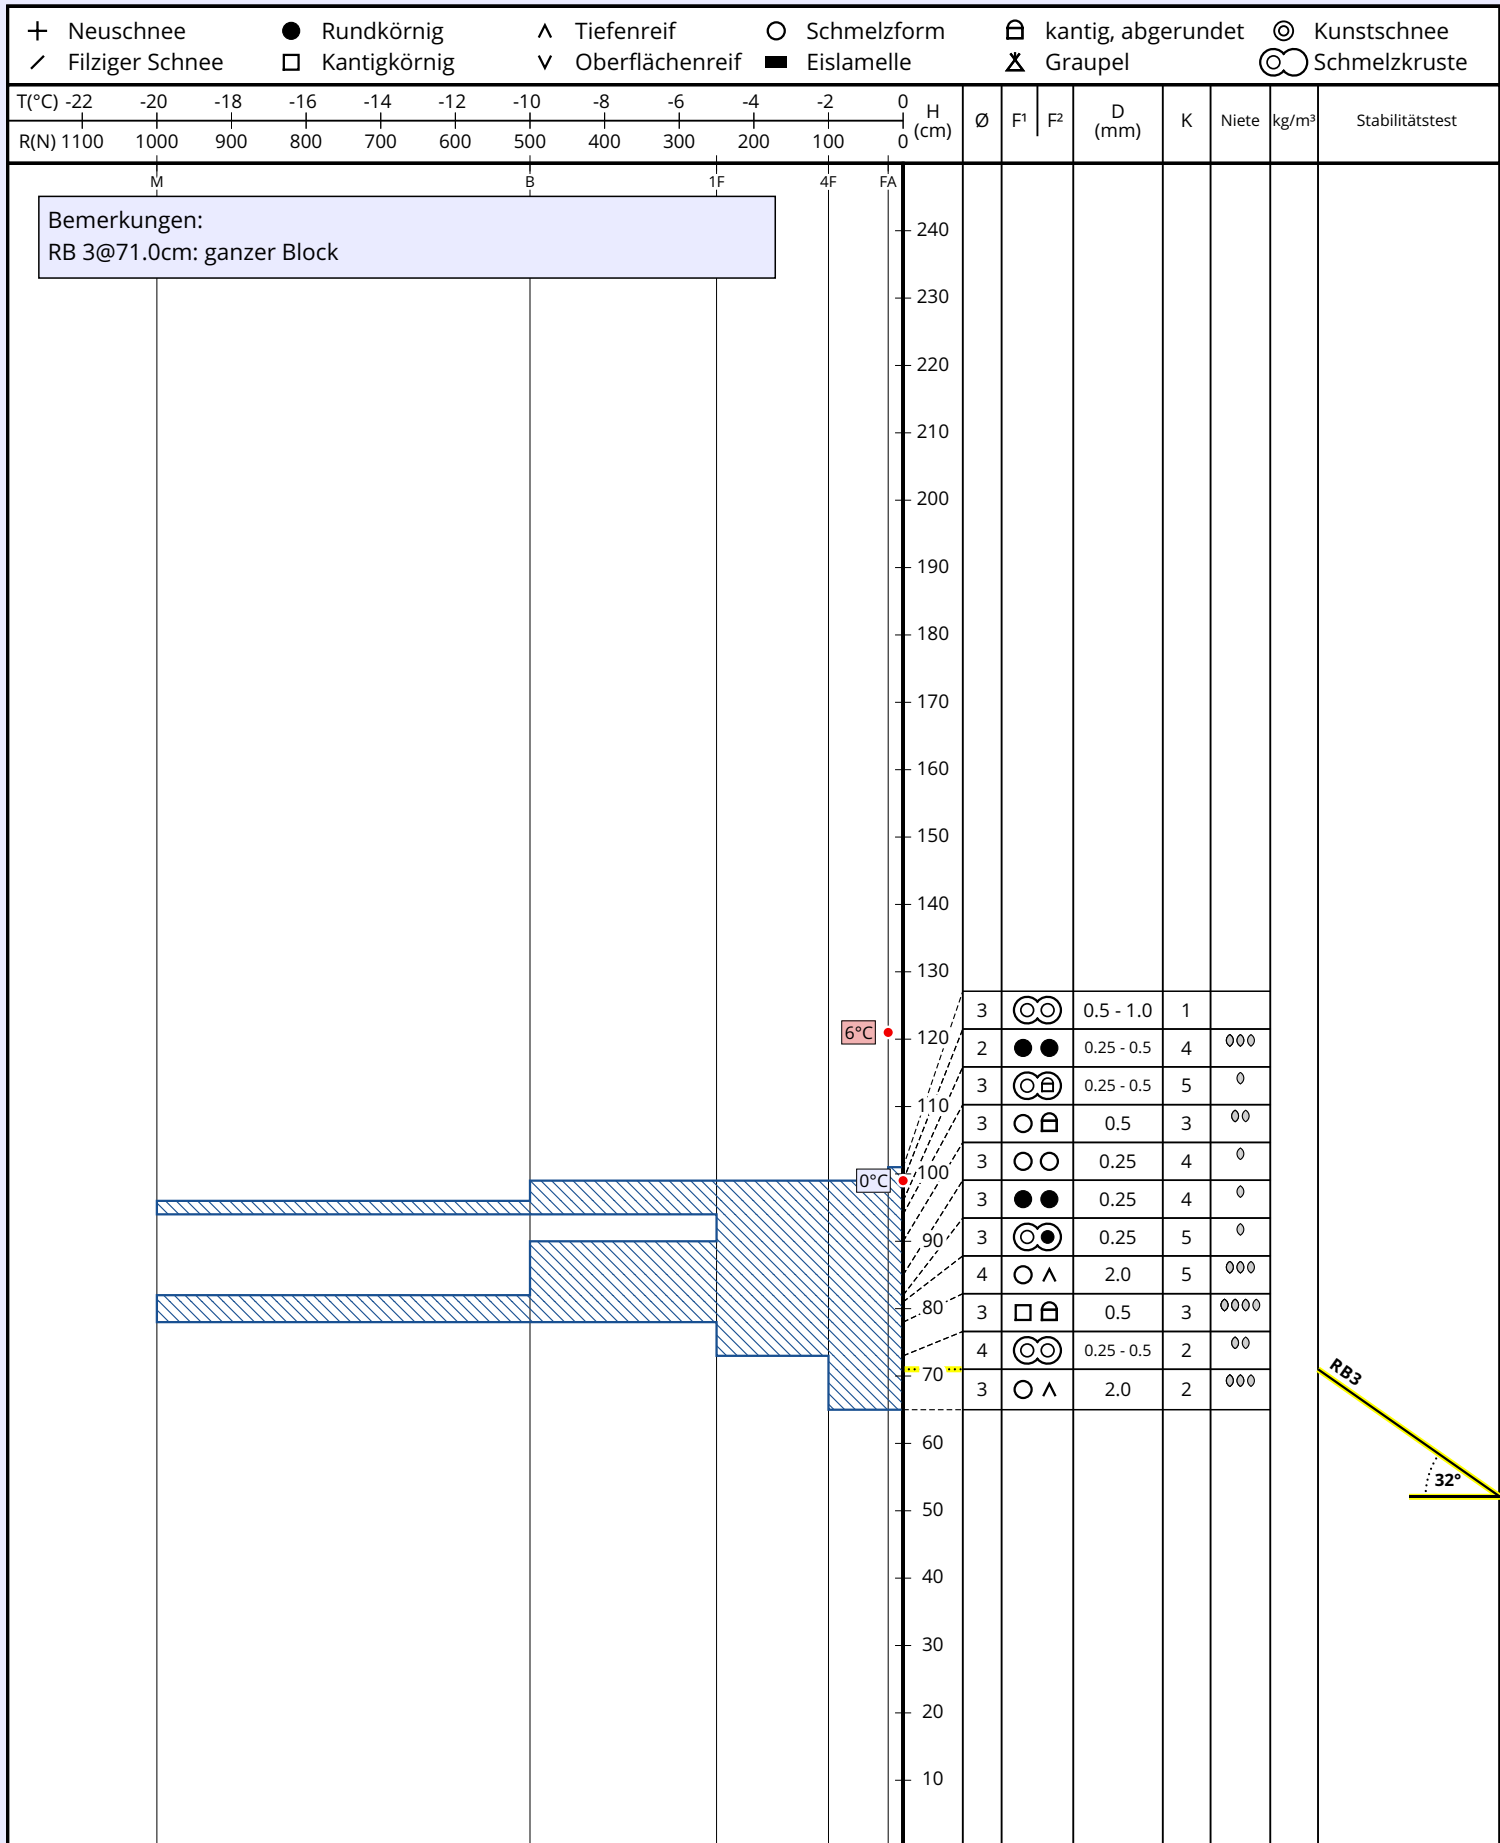 Neuschnee Rundkörnig Tiefenreif Schmelzform kantig, abgerundet Kunstschnee
Filziger Schnee Kantigkörnig Oberflächenreif Eislamelle Graupel Schmelzkruste
T(°C) -22 -20 -18 -16 -14 -12 -10 -8 -6 -4 -2 0
R(N) 1100 1000 900 800 700 600 500 400 300 200 100 0
H (cm) Ø F¹ F² D (mm) K Niete kg/m³ Stabilitätstest
M B 1F 4F FA
Bemerkungen:
RB 3@71.0cm: ganzer Block
240
230
220
210
200
190
180
170
160
150
140
130
3 0.5 - 1.0 1
6°C 120
2 0.25 - 0.5 4
3 0.25 - 0.5 5
110
3 0.5 3
3 0.25 4
0°C 100
3 0.25 4
90 3 0.25 5
4 2.0 5
80 3 0.5 3
4 0.25 - 0.5 2
70 RB3
3 2.0 2
60
32°
50
40
30
20
10